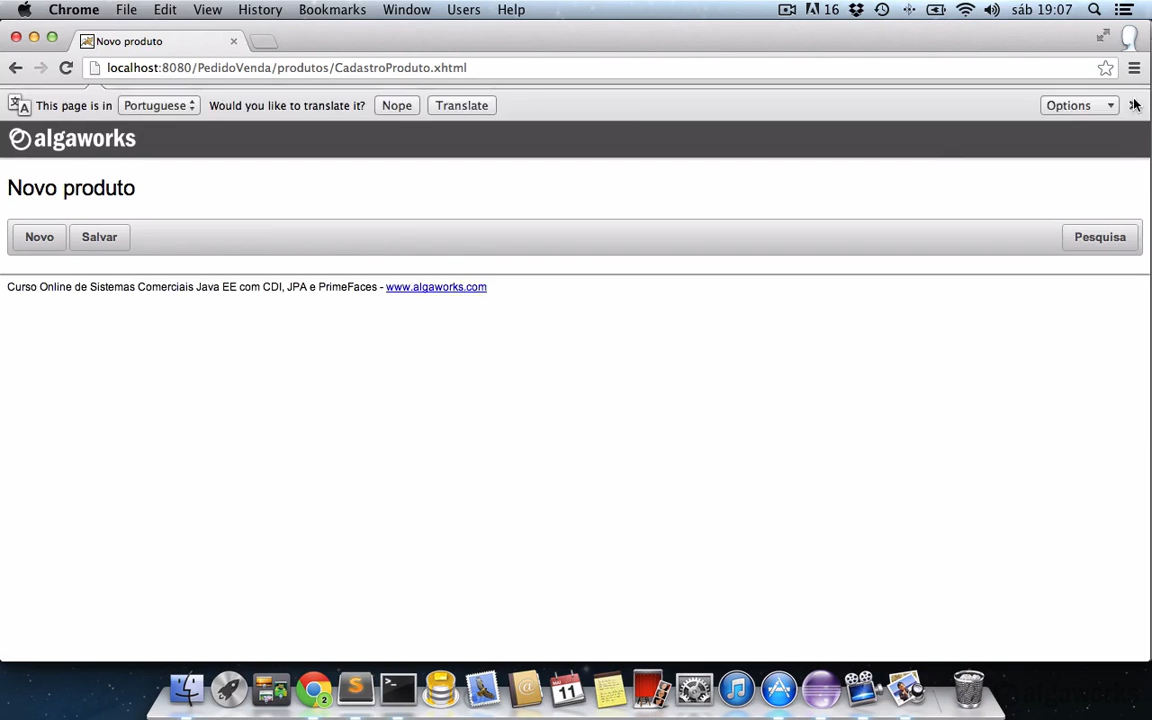 Chrome File Edit View History Bookmarks Window Users Help 16 sáb 19:07
Novo produto
localhost:8080/PedidoVenda/produtos/CadastroProduto.xhtml
This page is in Portuguese Would you like to translate it? Nope Translate Options
algaworks
Novo produto
Novo Salvar Pesquisa
Curso Online de Sistemas Comerciais Java EE com CDI, JPA e PrimeFaces - www.algaworks.com
2
11